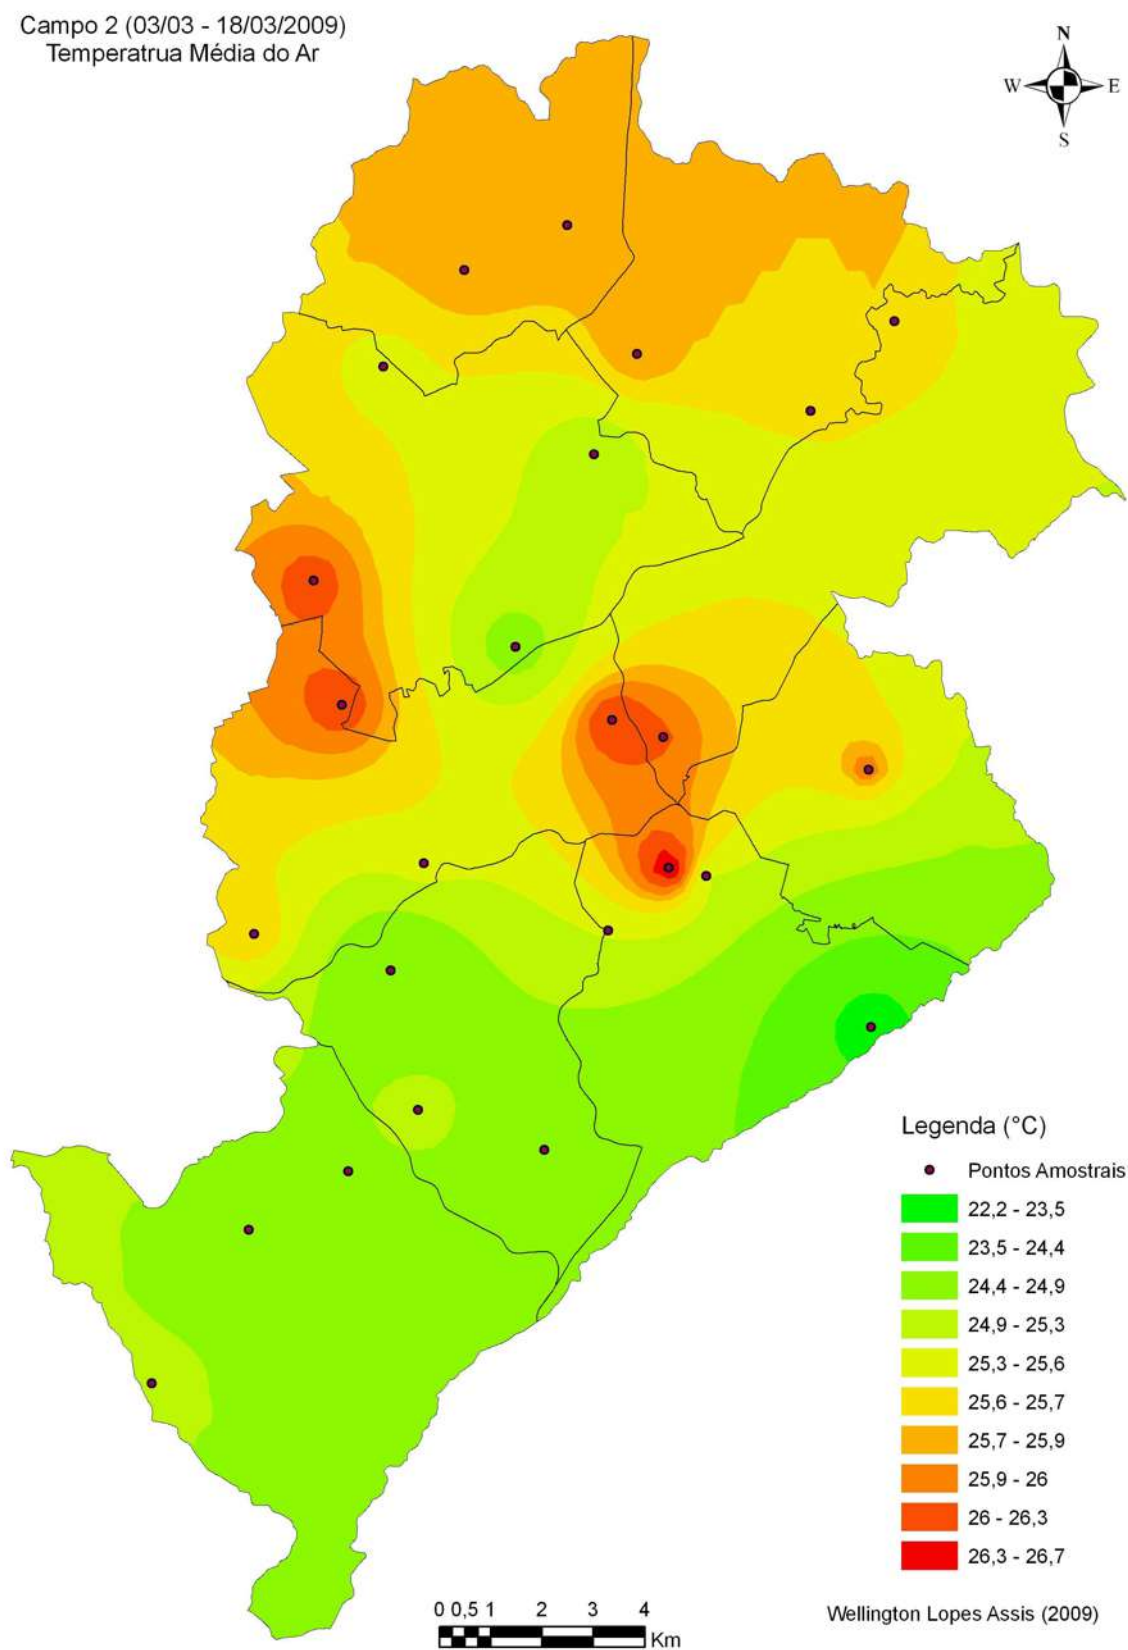 Campo 2 (03/03 - 18/03/2009)
Temperatrua Média do Ar
N
W E
S
Legenda (°C)
Pontos Amostrais
22,2 - 23,5
23,5 - 24,4
24,4 - 24,9
24,9 - 25,3
25,3 - 25,6
25,6 - 25,7
25,7 - 25,9
25,9 - 26
26 - 26,3
26,3 - 26,7
0 0,5 1 2 3 4
Km
Wellington Lopes Assis (2009)